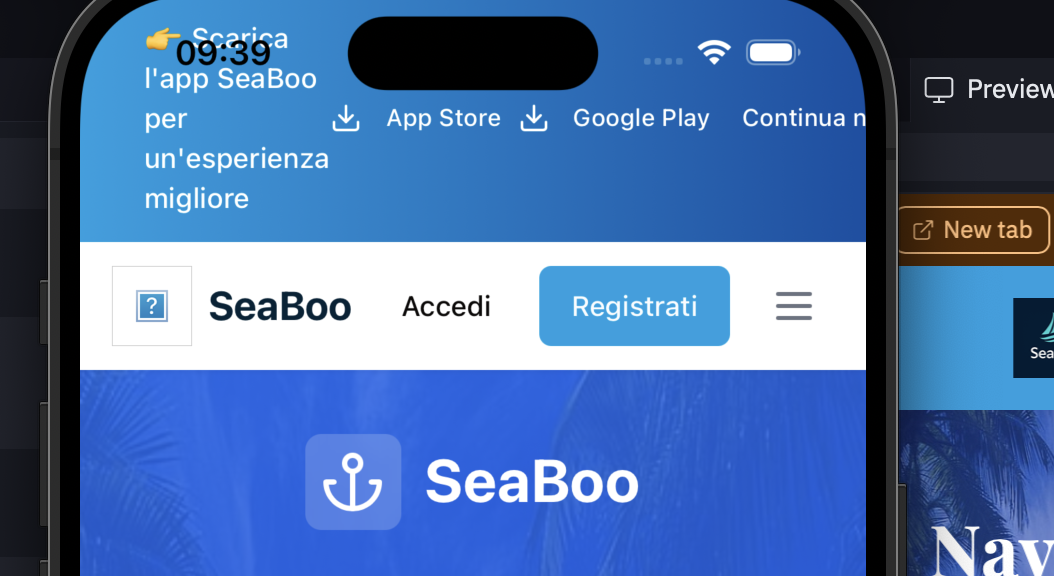 👉 Scarica
09:39
l'app SeaBoo
per
un'esperienza
migliore
App Store
Google Play
Continua n
Preview
New tab
?
SeaBoo
Accedi
Registrati
Sea
SeaBoo
Nav